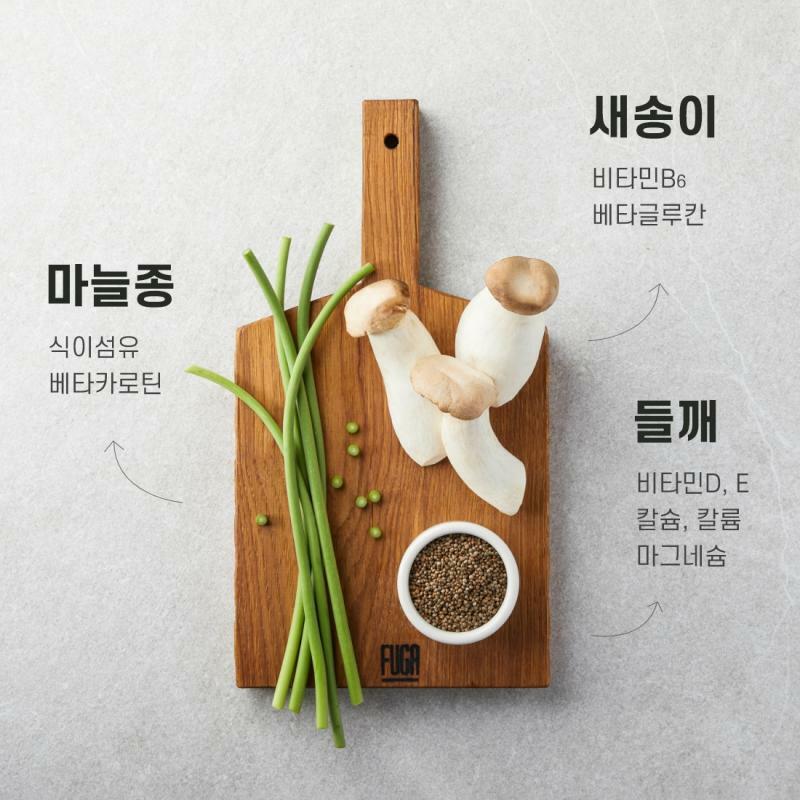 새송이
비타민B6
베타글루칸
마늘종
식이섬유
베타카로틴
들깨
비타민D, E
칼슘, 칼륨
마그네슘
FUGA